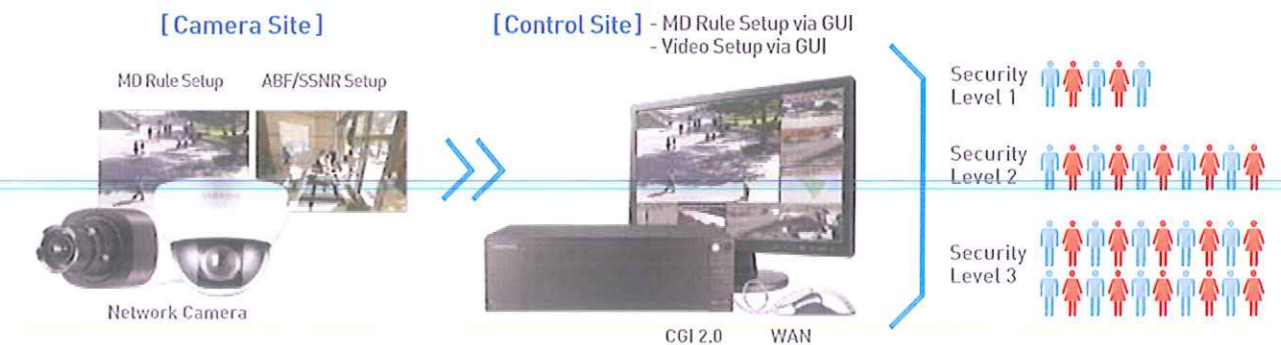 [Camera Site]
MD Rule Setup
ABF/SSNR Setup
Network Camera
[Control Site] - MD Rule Setup via GUI
- Video Setup via GUI
CGI 2.0
WAN
Security
Level 1
Security
Level 2
Security
Level 3